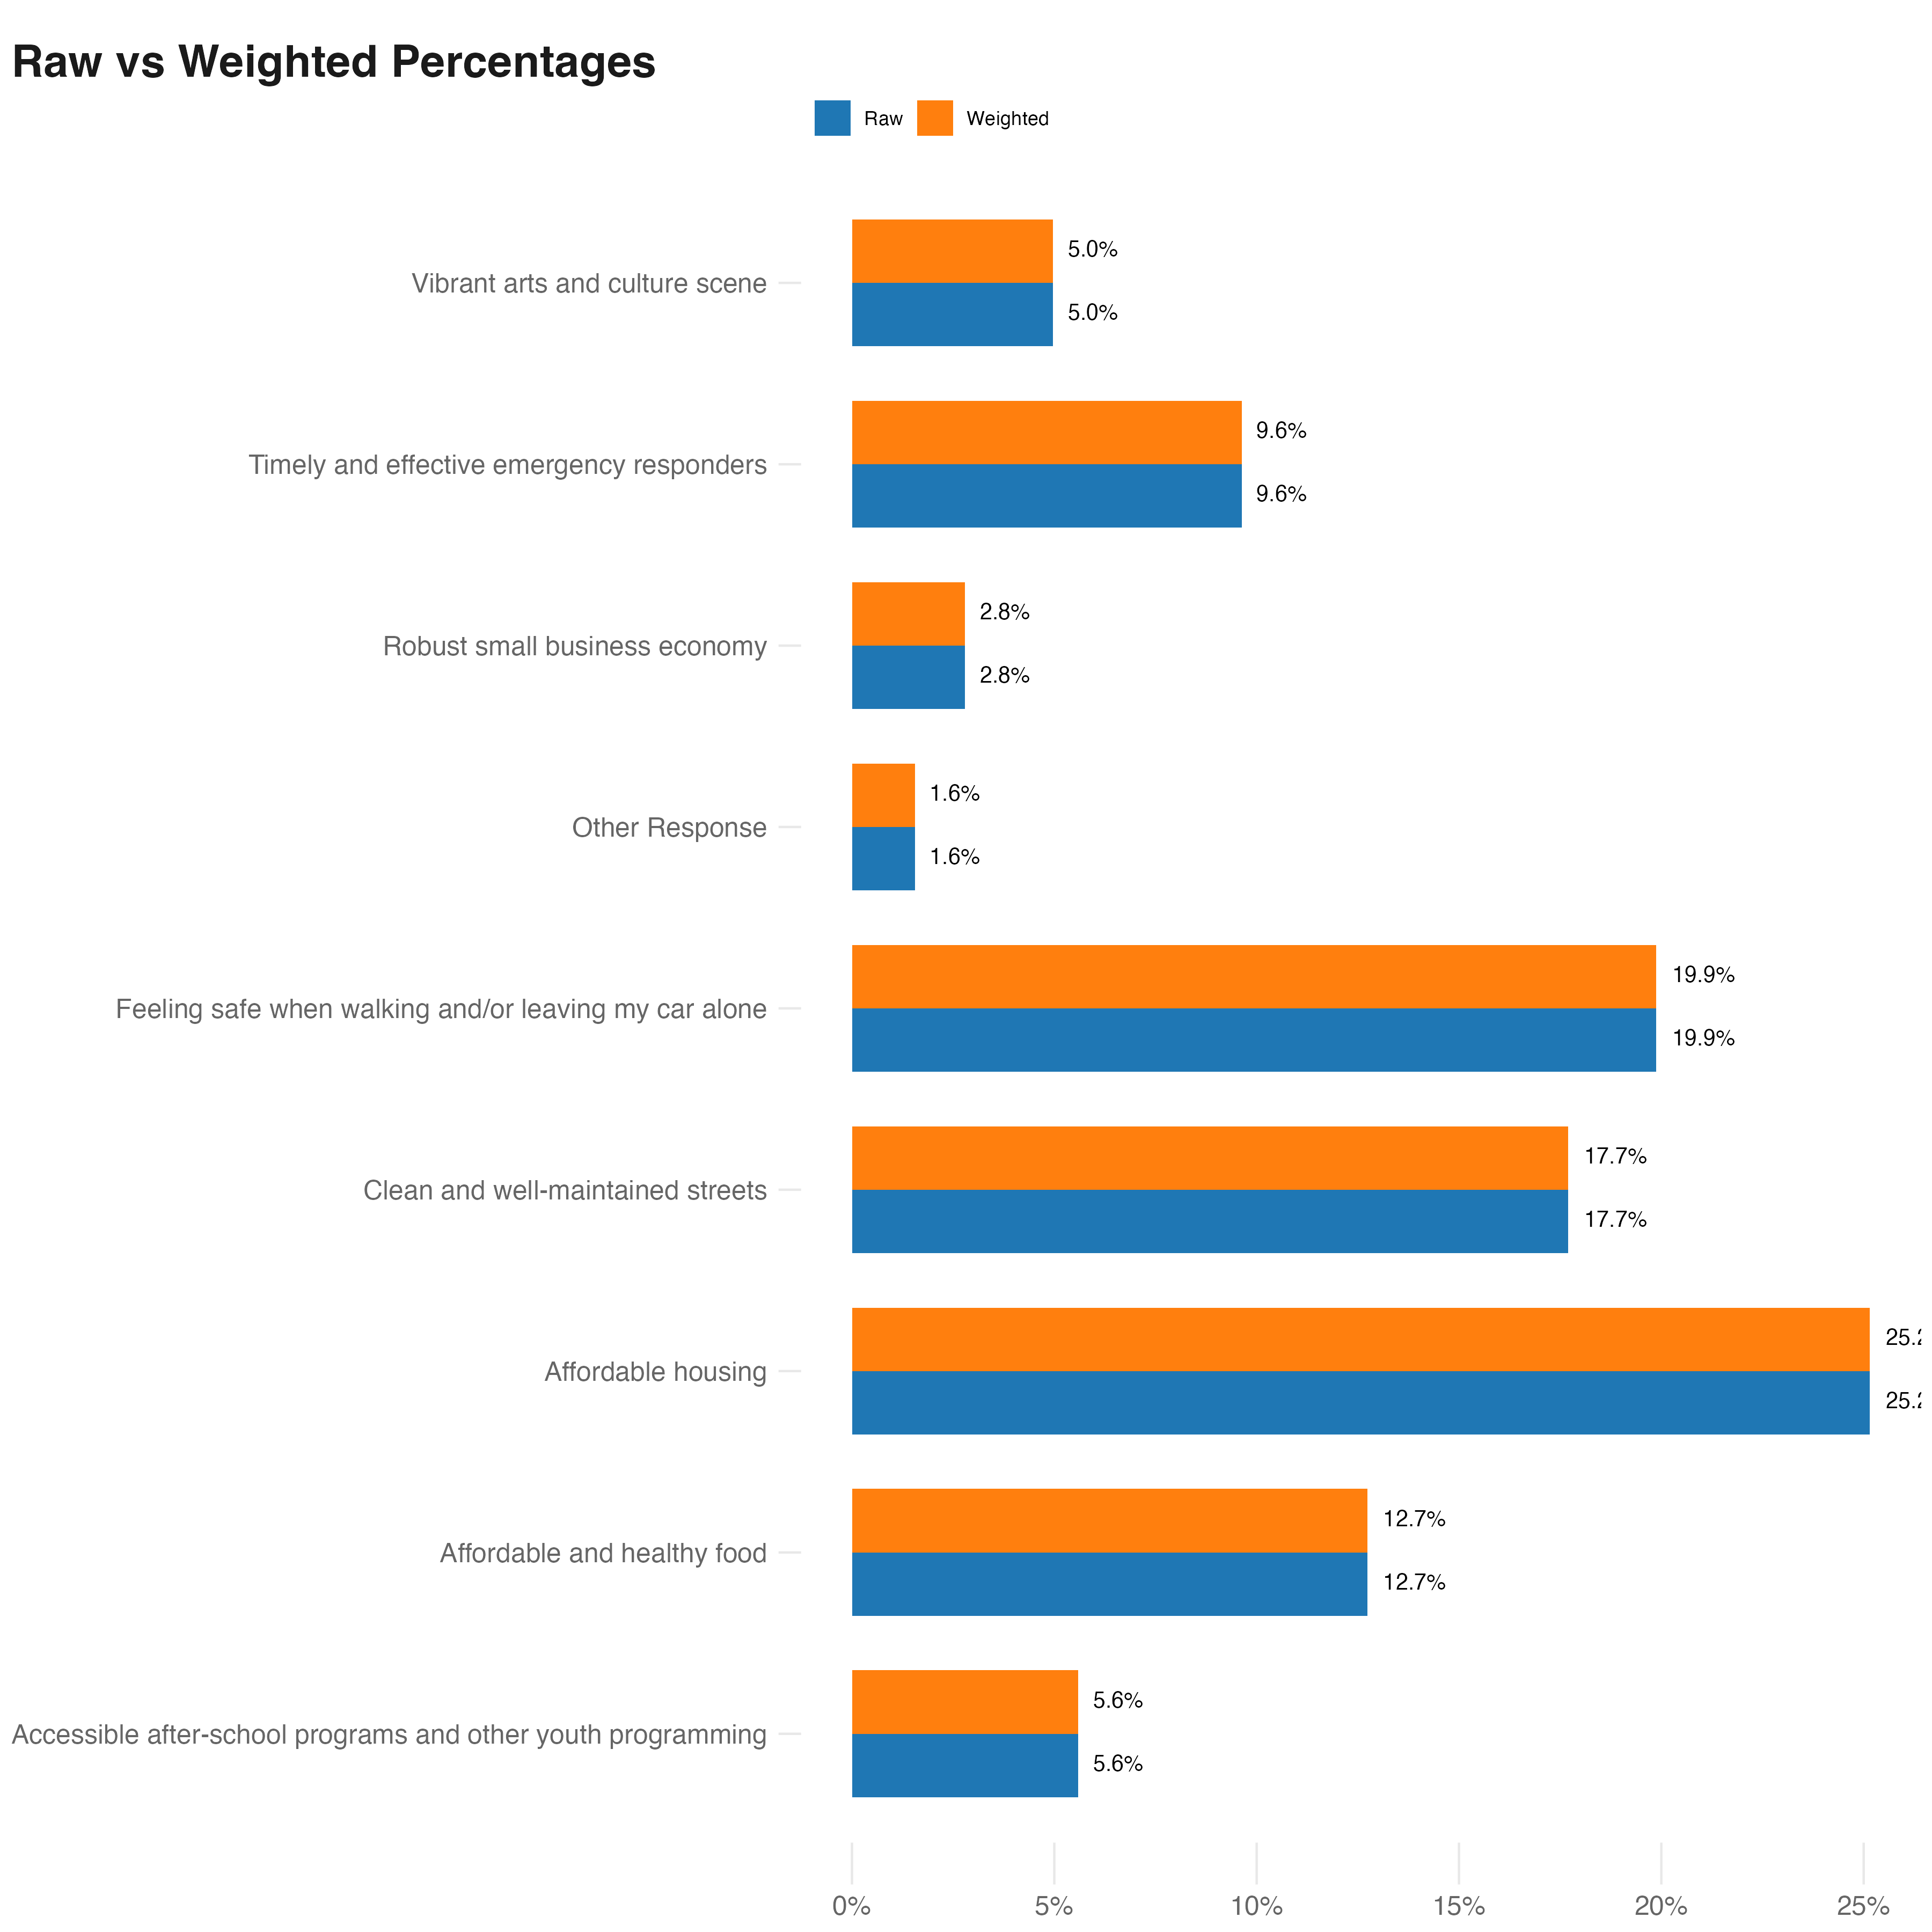 Raw vs Weighted Percentages
Raw Weighted
Vibrant arts and culture scene
5.0%
5.0%
Timely and effective emergency responders
9.6%
9.6%
Robust small business economy
2.8%
2.8%
Other Response
1.6%
1.6%
Feeling safe when walking and/or leaving my car alone
19.9%
19.9%
Clean and well-maintained streets
17.7%
17.7%
Affordable housing
25.2
25.2
Affordable and healthy food
12.7%
12.7%
Accessible after-school programs and other youth programming
5.6%
5.6%
0% 5% 10% 15% 20% 25%